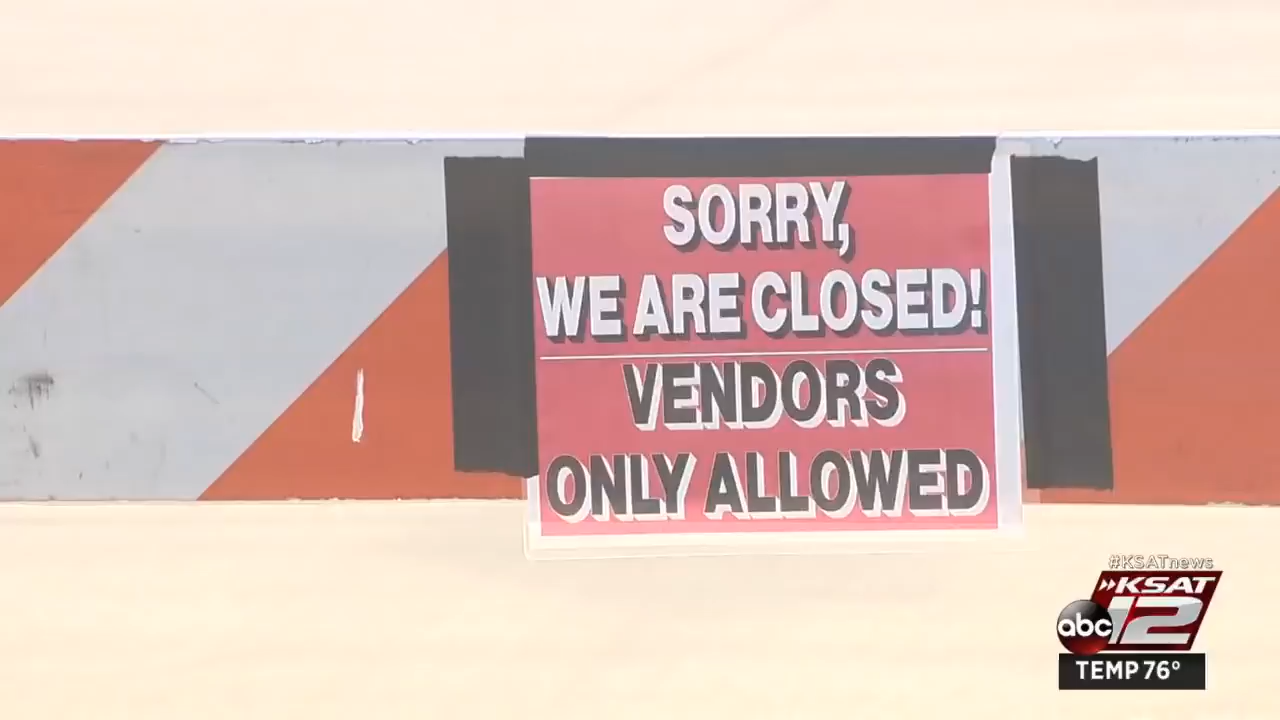 SORRY,
WE ARE CLOSED!
VENDORS
ONLY ALLOWED
#KSATnews
KSAT
abc 12
TEMP 76°